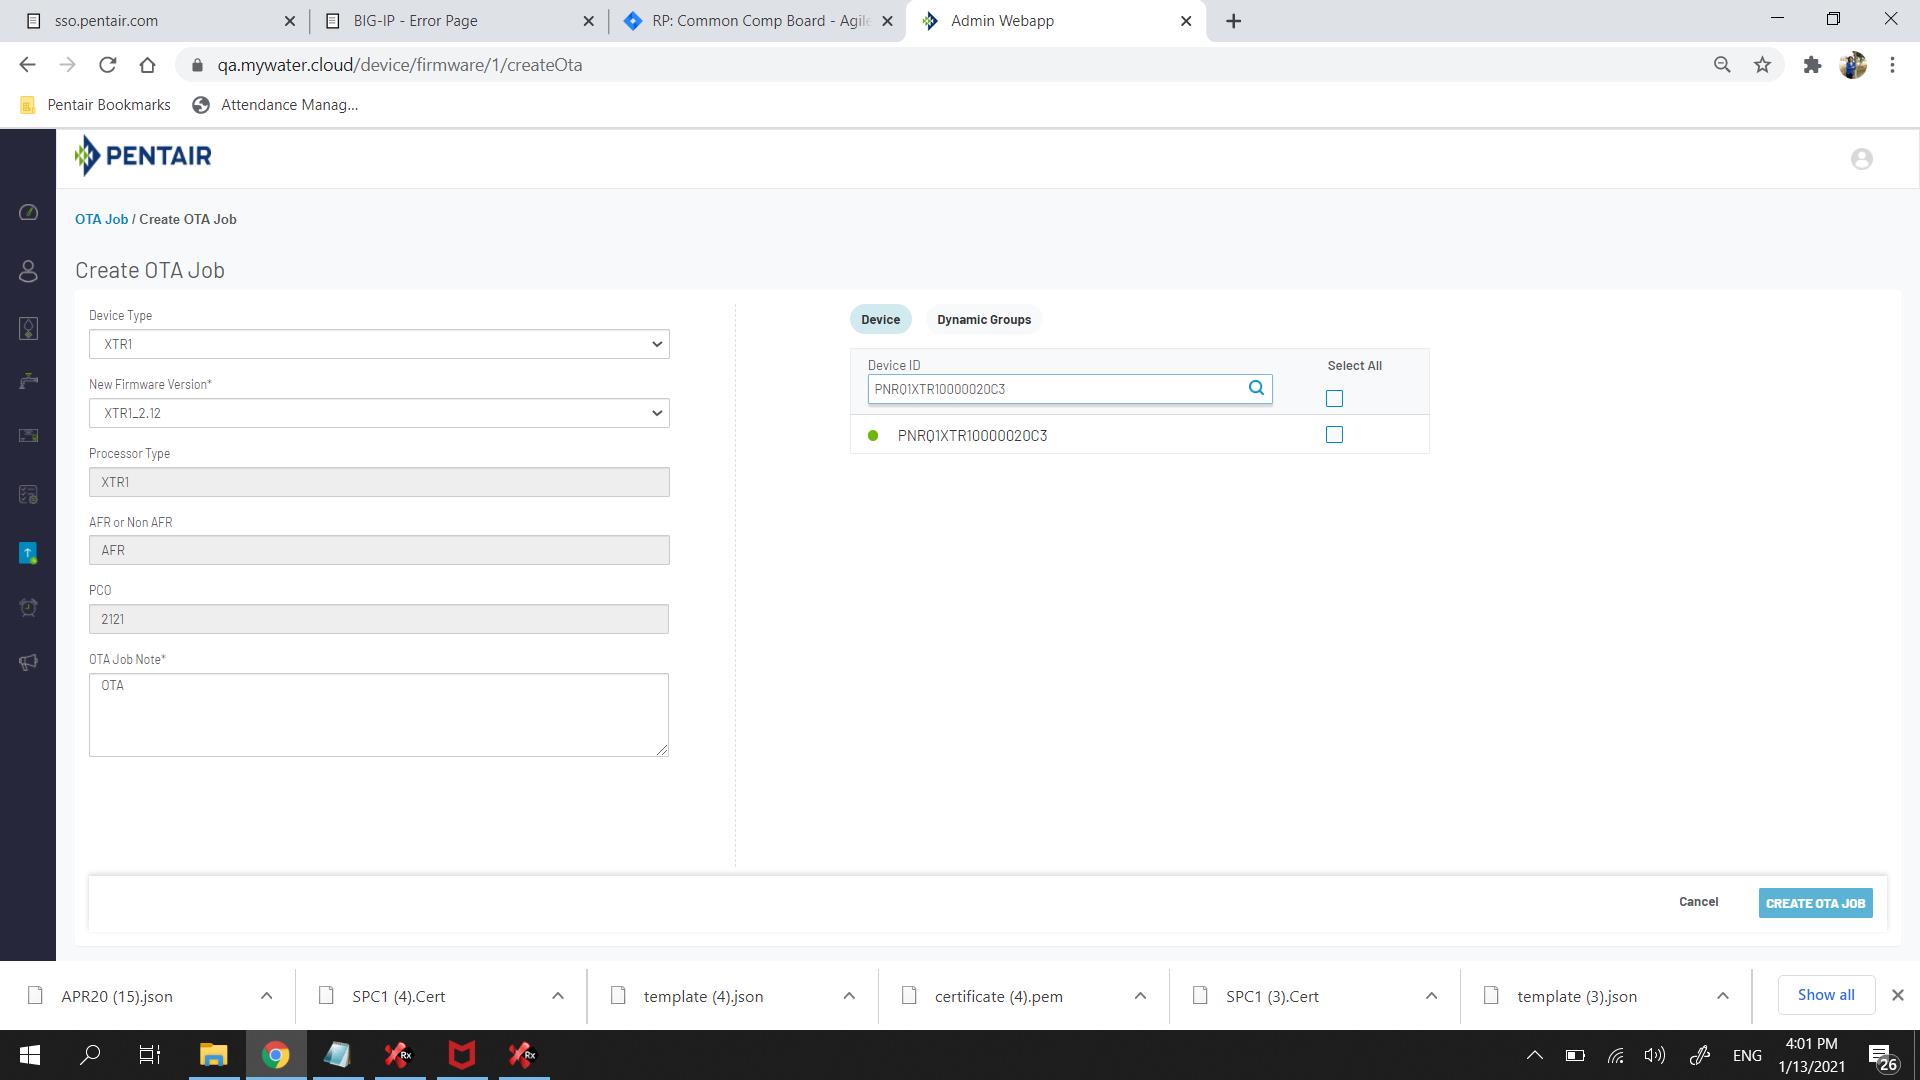 sso.pentair.com
BIG-IP - Error Page
RP: Common Comp Board - Agile
Admin Webapp
qa.mywater.cloud/device/firmware/1/createOta
Pentair Bookmarks
Attendance Manag...
PENTAIR
OTA Job / Create OTA Job
Create OTA Job
Device Type
XTR1
New Firmware Version*
XTR1_2.12
Processor Type
XTR1
AFR or Non AFR
AFR
PCO
2121
OTA Job Note*
OTA
Device
Dynamic Groups
Device ID
Select All
PNRQ1XTR10000020C3
PNRQ1XTR10000020C3
Cancel
CREATE OTA JOB
APR20 (15).json
SPC1 (4).Cert
template (4).json
certificate (4).pem
SPC1 (3).Cert
template (3).json
Show all
Rx
Rx
ENG
4:01 PM
1/13/2021
26